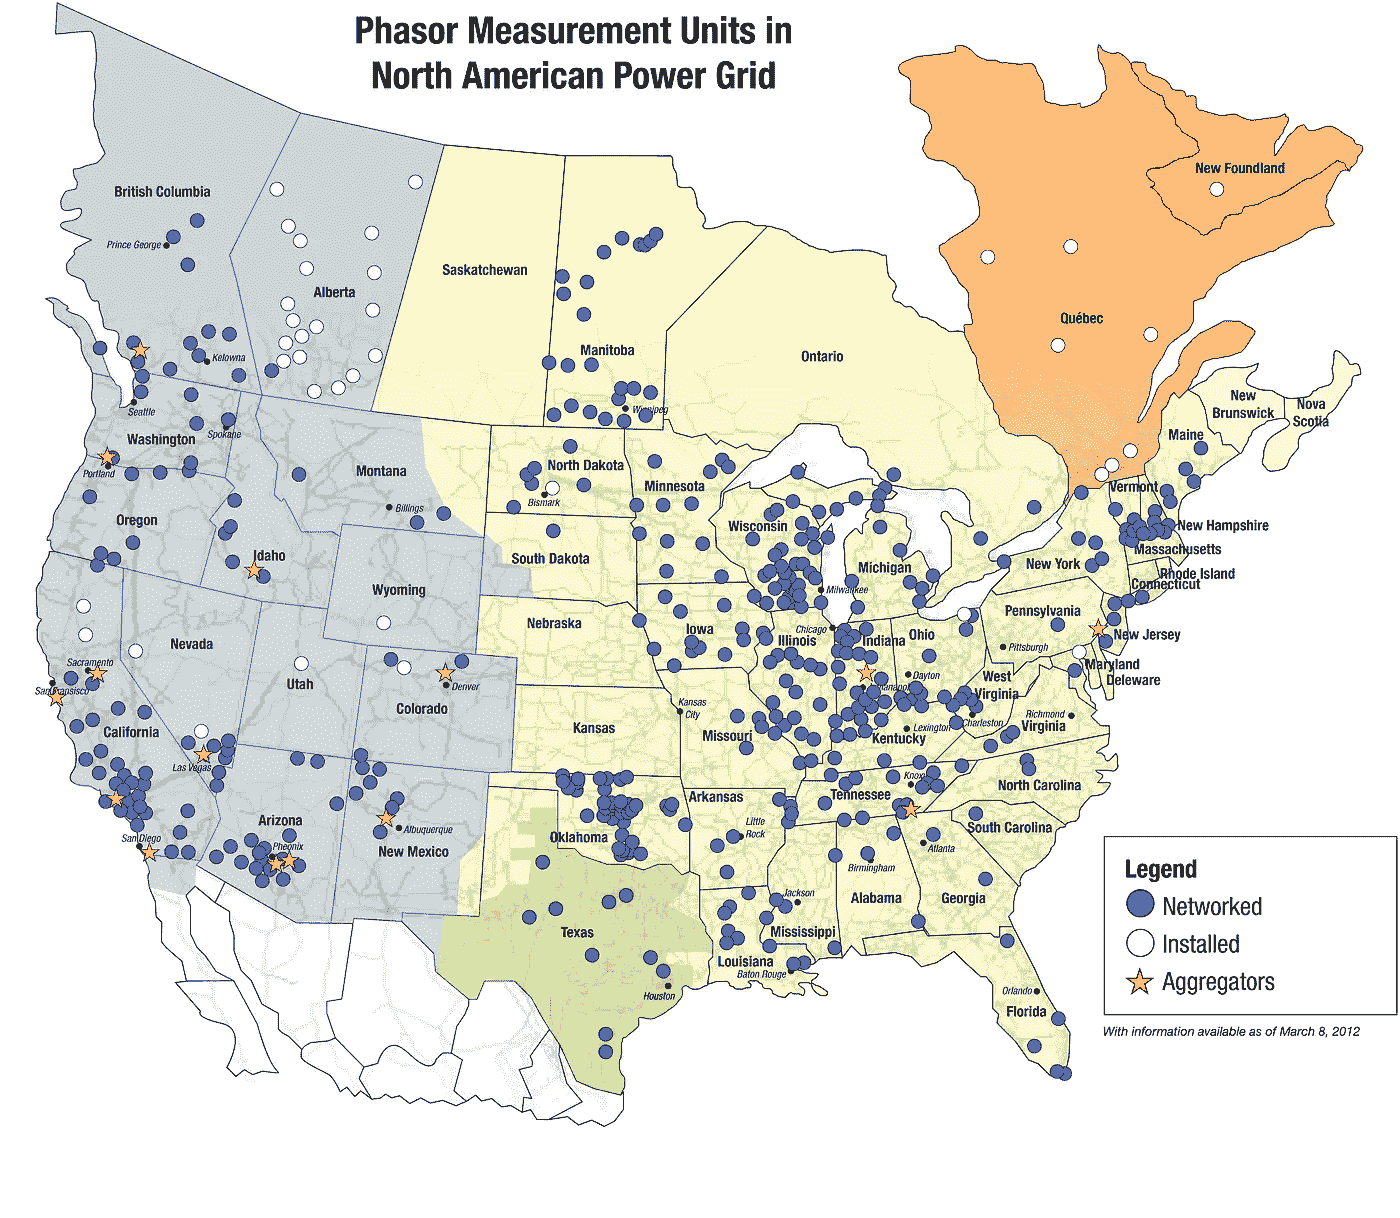 Phasor Measurement Units in
North American Power Grid
New Foundland
British Columbia
Prince George
Saskatchewan
Alberta
Québec
Manitoba
Ontario
Kelowna
New
Brunswick
Nova
Scotia
Seattle
Winnipeg
Washington
Spokane
Maine
Portland
Montana
North Dakota
Minnesota
Vermont
Bismark
Billings
Oregon
Wisconsin
New Hampshire
Idaho
South Dakota
Massachusetts
New York
Michigan
Rhode Island
Connecticut
Wyoming
Milwaukee
Pennsylvania
Nebraska
Iowa
Chicago
Illinois
Indiana
Ohio
New Jersey
Nevada
Pittsburgh
Sacramento
Maryland
Deleware
Utah
Denver
Dayton
West
Virginia
San Fransisco
Colorado
Kansas
City
Richmond
Virginia
California
Kansas
Missouri
Lexington
Charleston
Kentucky
Las Vegas
North Carolina
Arkansas
Tennessee
Arizona
Albuquerque
Little
Rock
Oklahoma
South Carolina
San Diego
Pheonix
New Mexico
Atlanta
Birmingham
Legend
Jackson
Alabama
Georgia
Networked
Texas
Mississippi
Installed
Louisiana
Baton Rouge
Aggregators
Houston
Orlando
Florida
With information available as of March 8, 2012